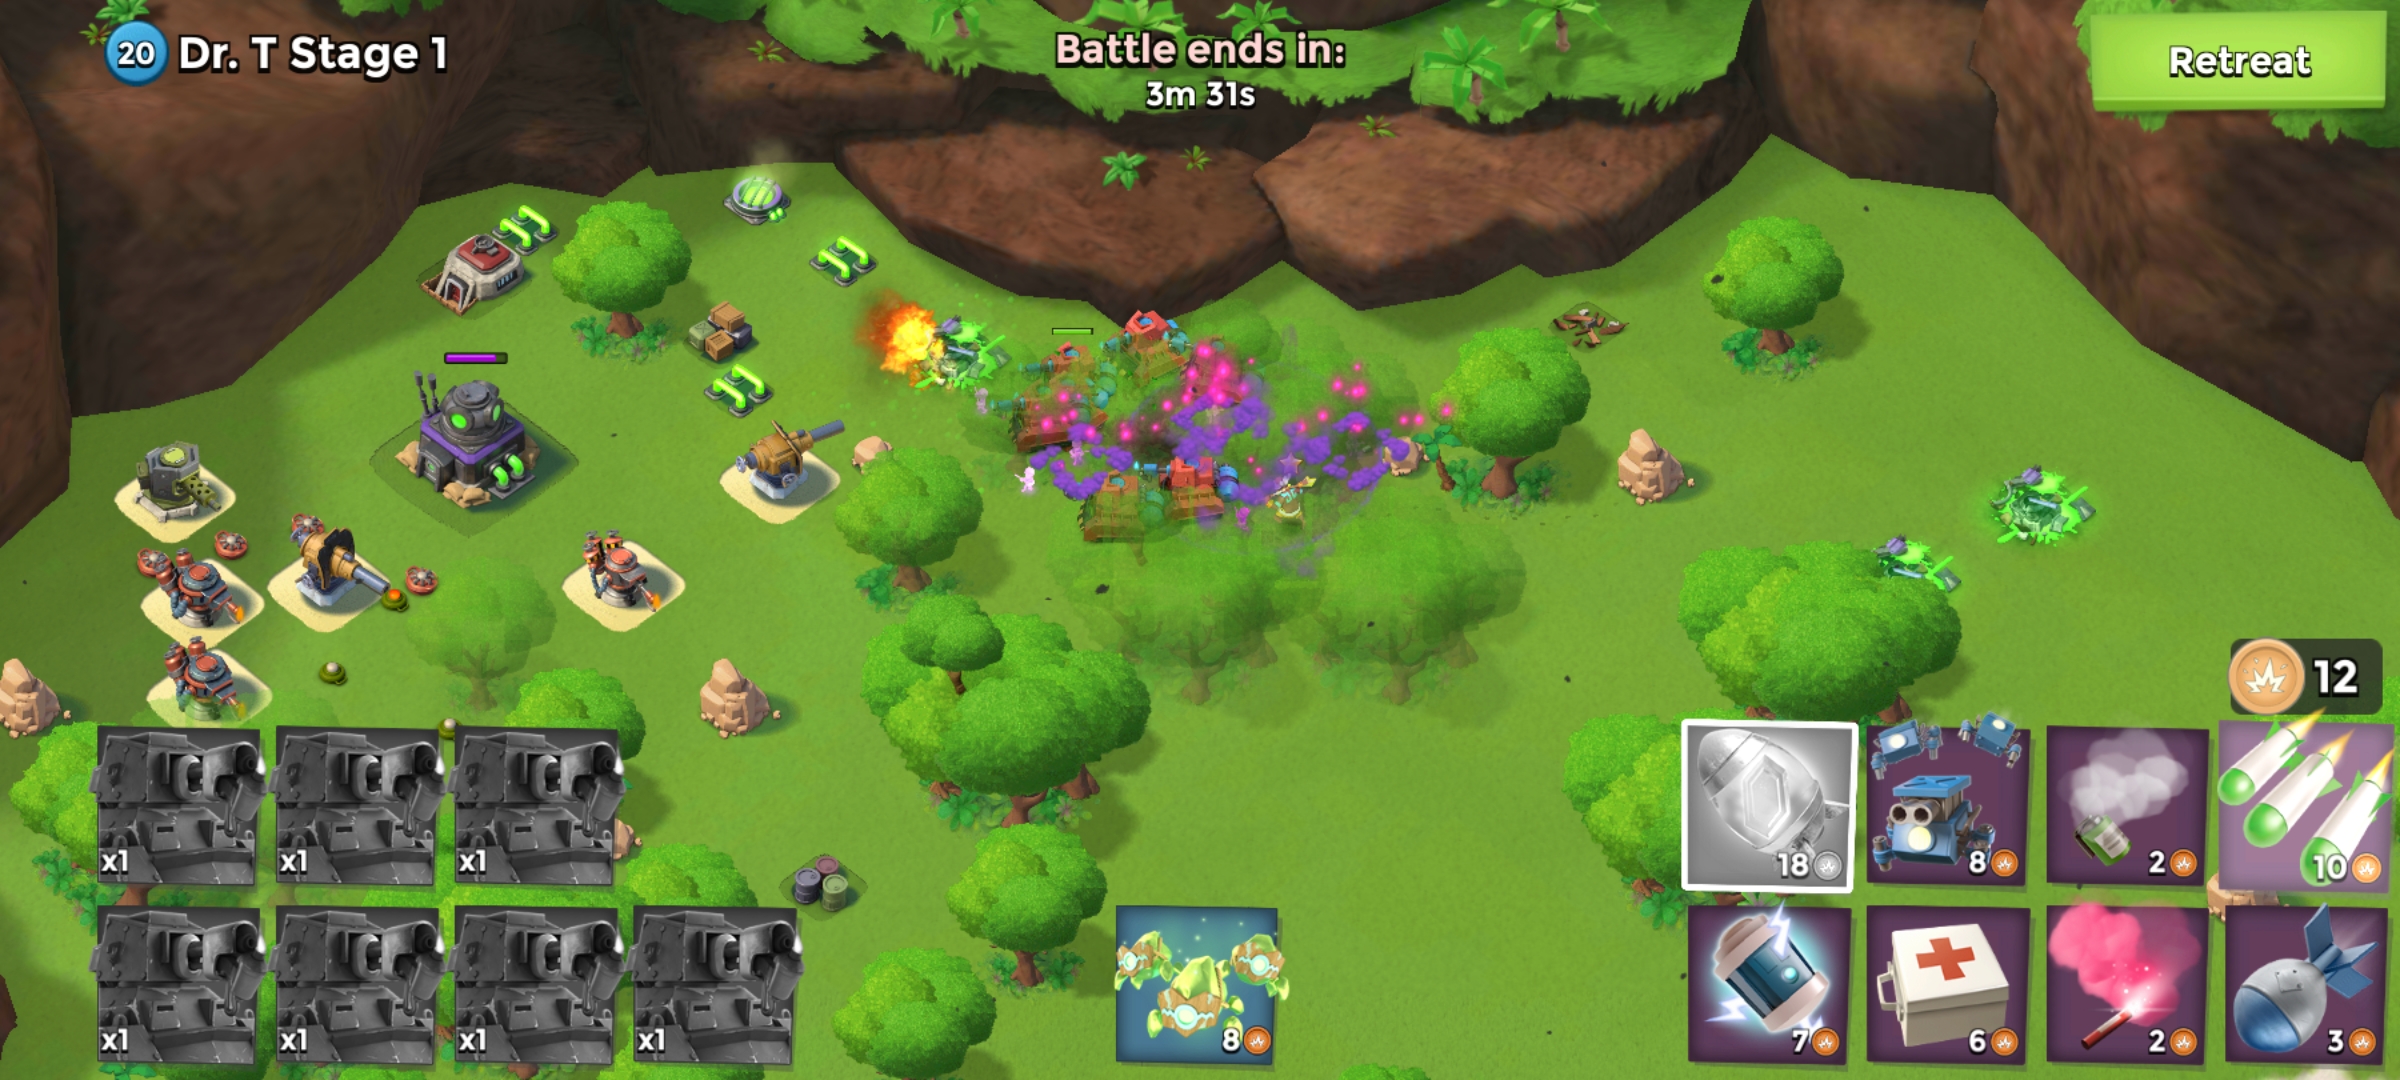 20 Dr. T Stage 1
Battle ends in:
3m 31s
Retreat
12
x1 x1 x1
18 8 2 10
x1 x1 x1 x1
8
7 6 2 3